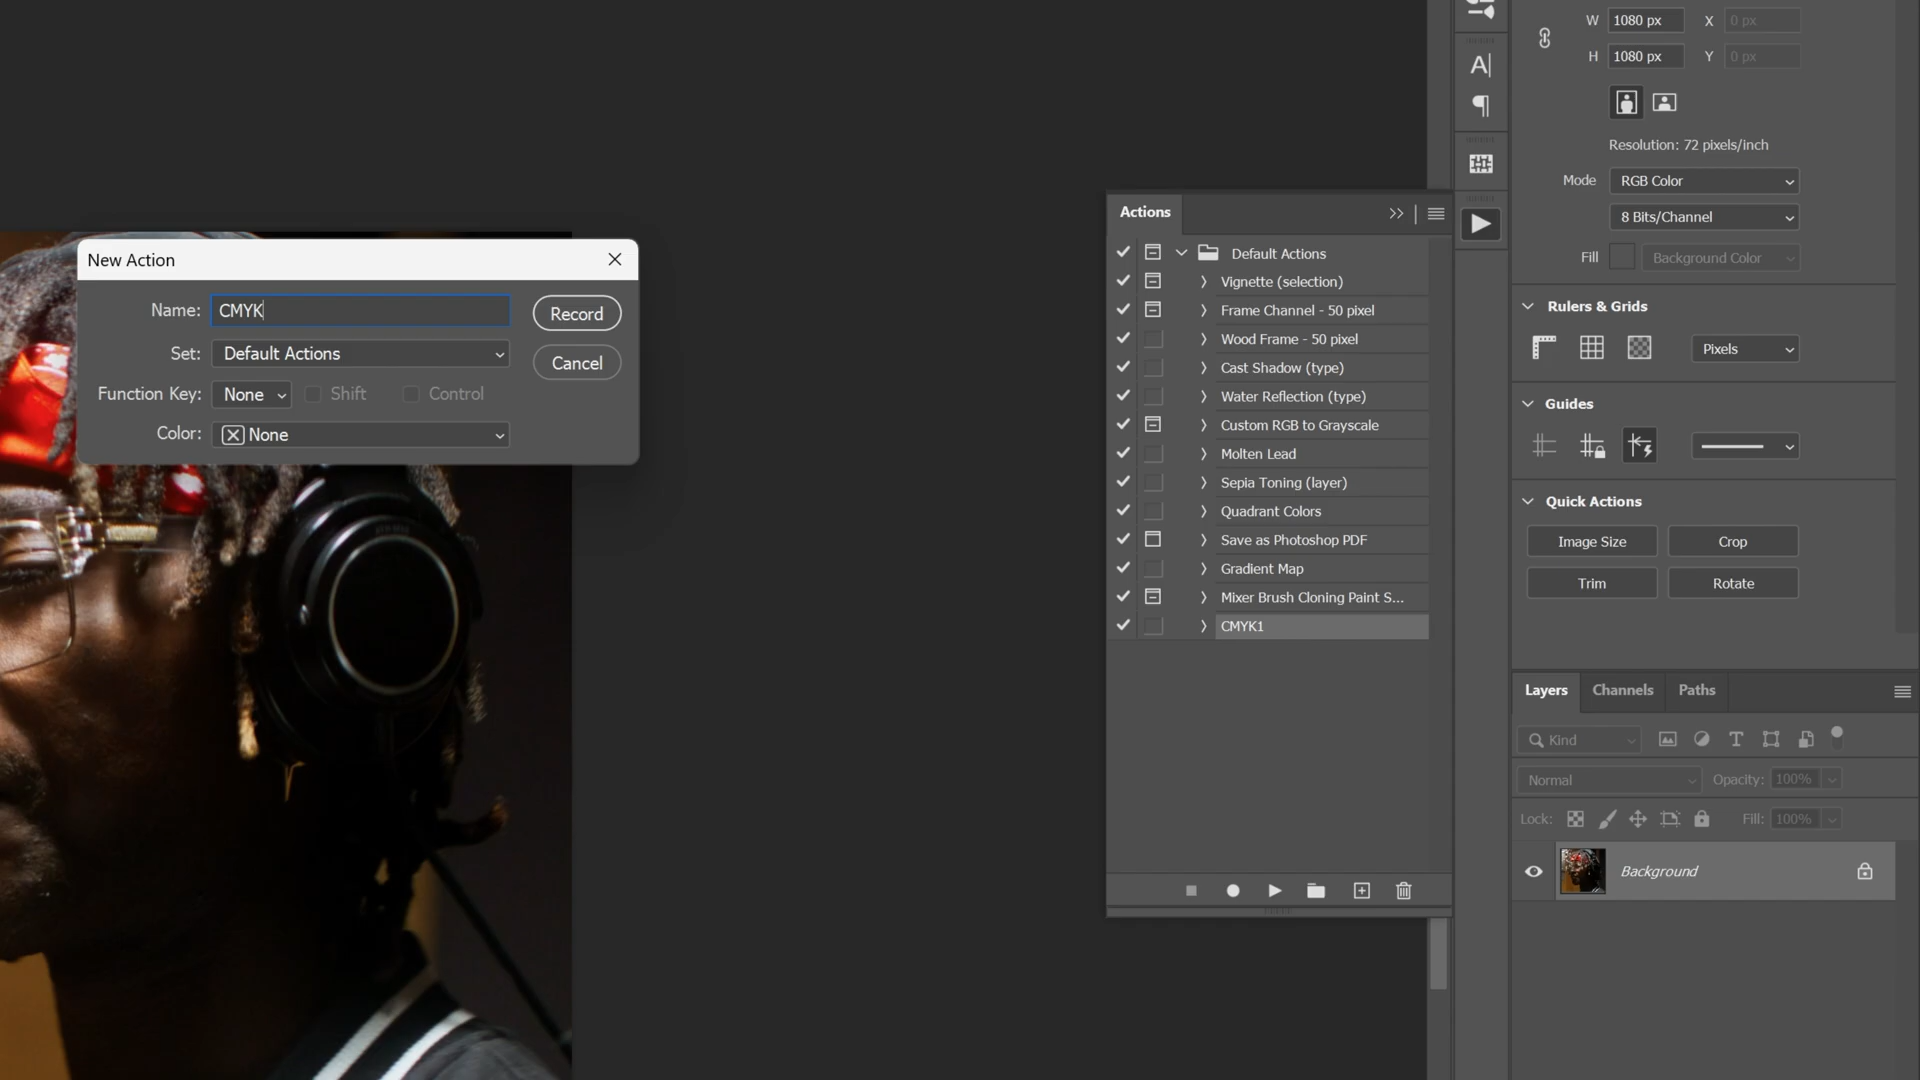 New Action
Name: CMYK
Record
Set: Default Actions
Cancel
Function Key: None Shift Control
Color: None
Actions
Default Actions
Vignette (selection)
Frame Channel - 50 pixel
Wood Frame - 50 pixel
Cast Shadow (type)
Water Reflection (type)
Custom RGB to Grayscale
Molten Lead
Sepia Toning (layer)
Quadrant Colors
Save as Photoshop PDF
Gradient Map
Mixer Brush Cloning Paint S...
CMYK1
W 1080 px X 0 px
H 1080 px Y 0 px
Resolution: 72 pixels/inch
Mode RGB Color
8 Bits/Channel
Fill Background Color
Rulers & Grids
Pixels
Guides
Quick Actions
Image Size Crop
Trim Rotate
Layers Channels Paths
Kind
Normal Opacity: 100%
Lock: Fill: 100%
Background